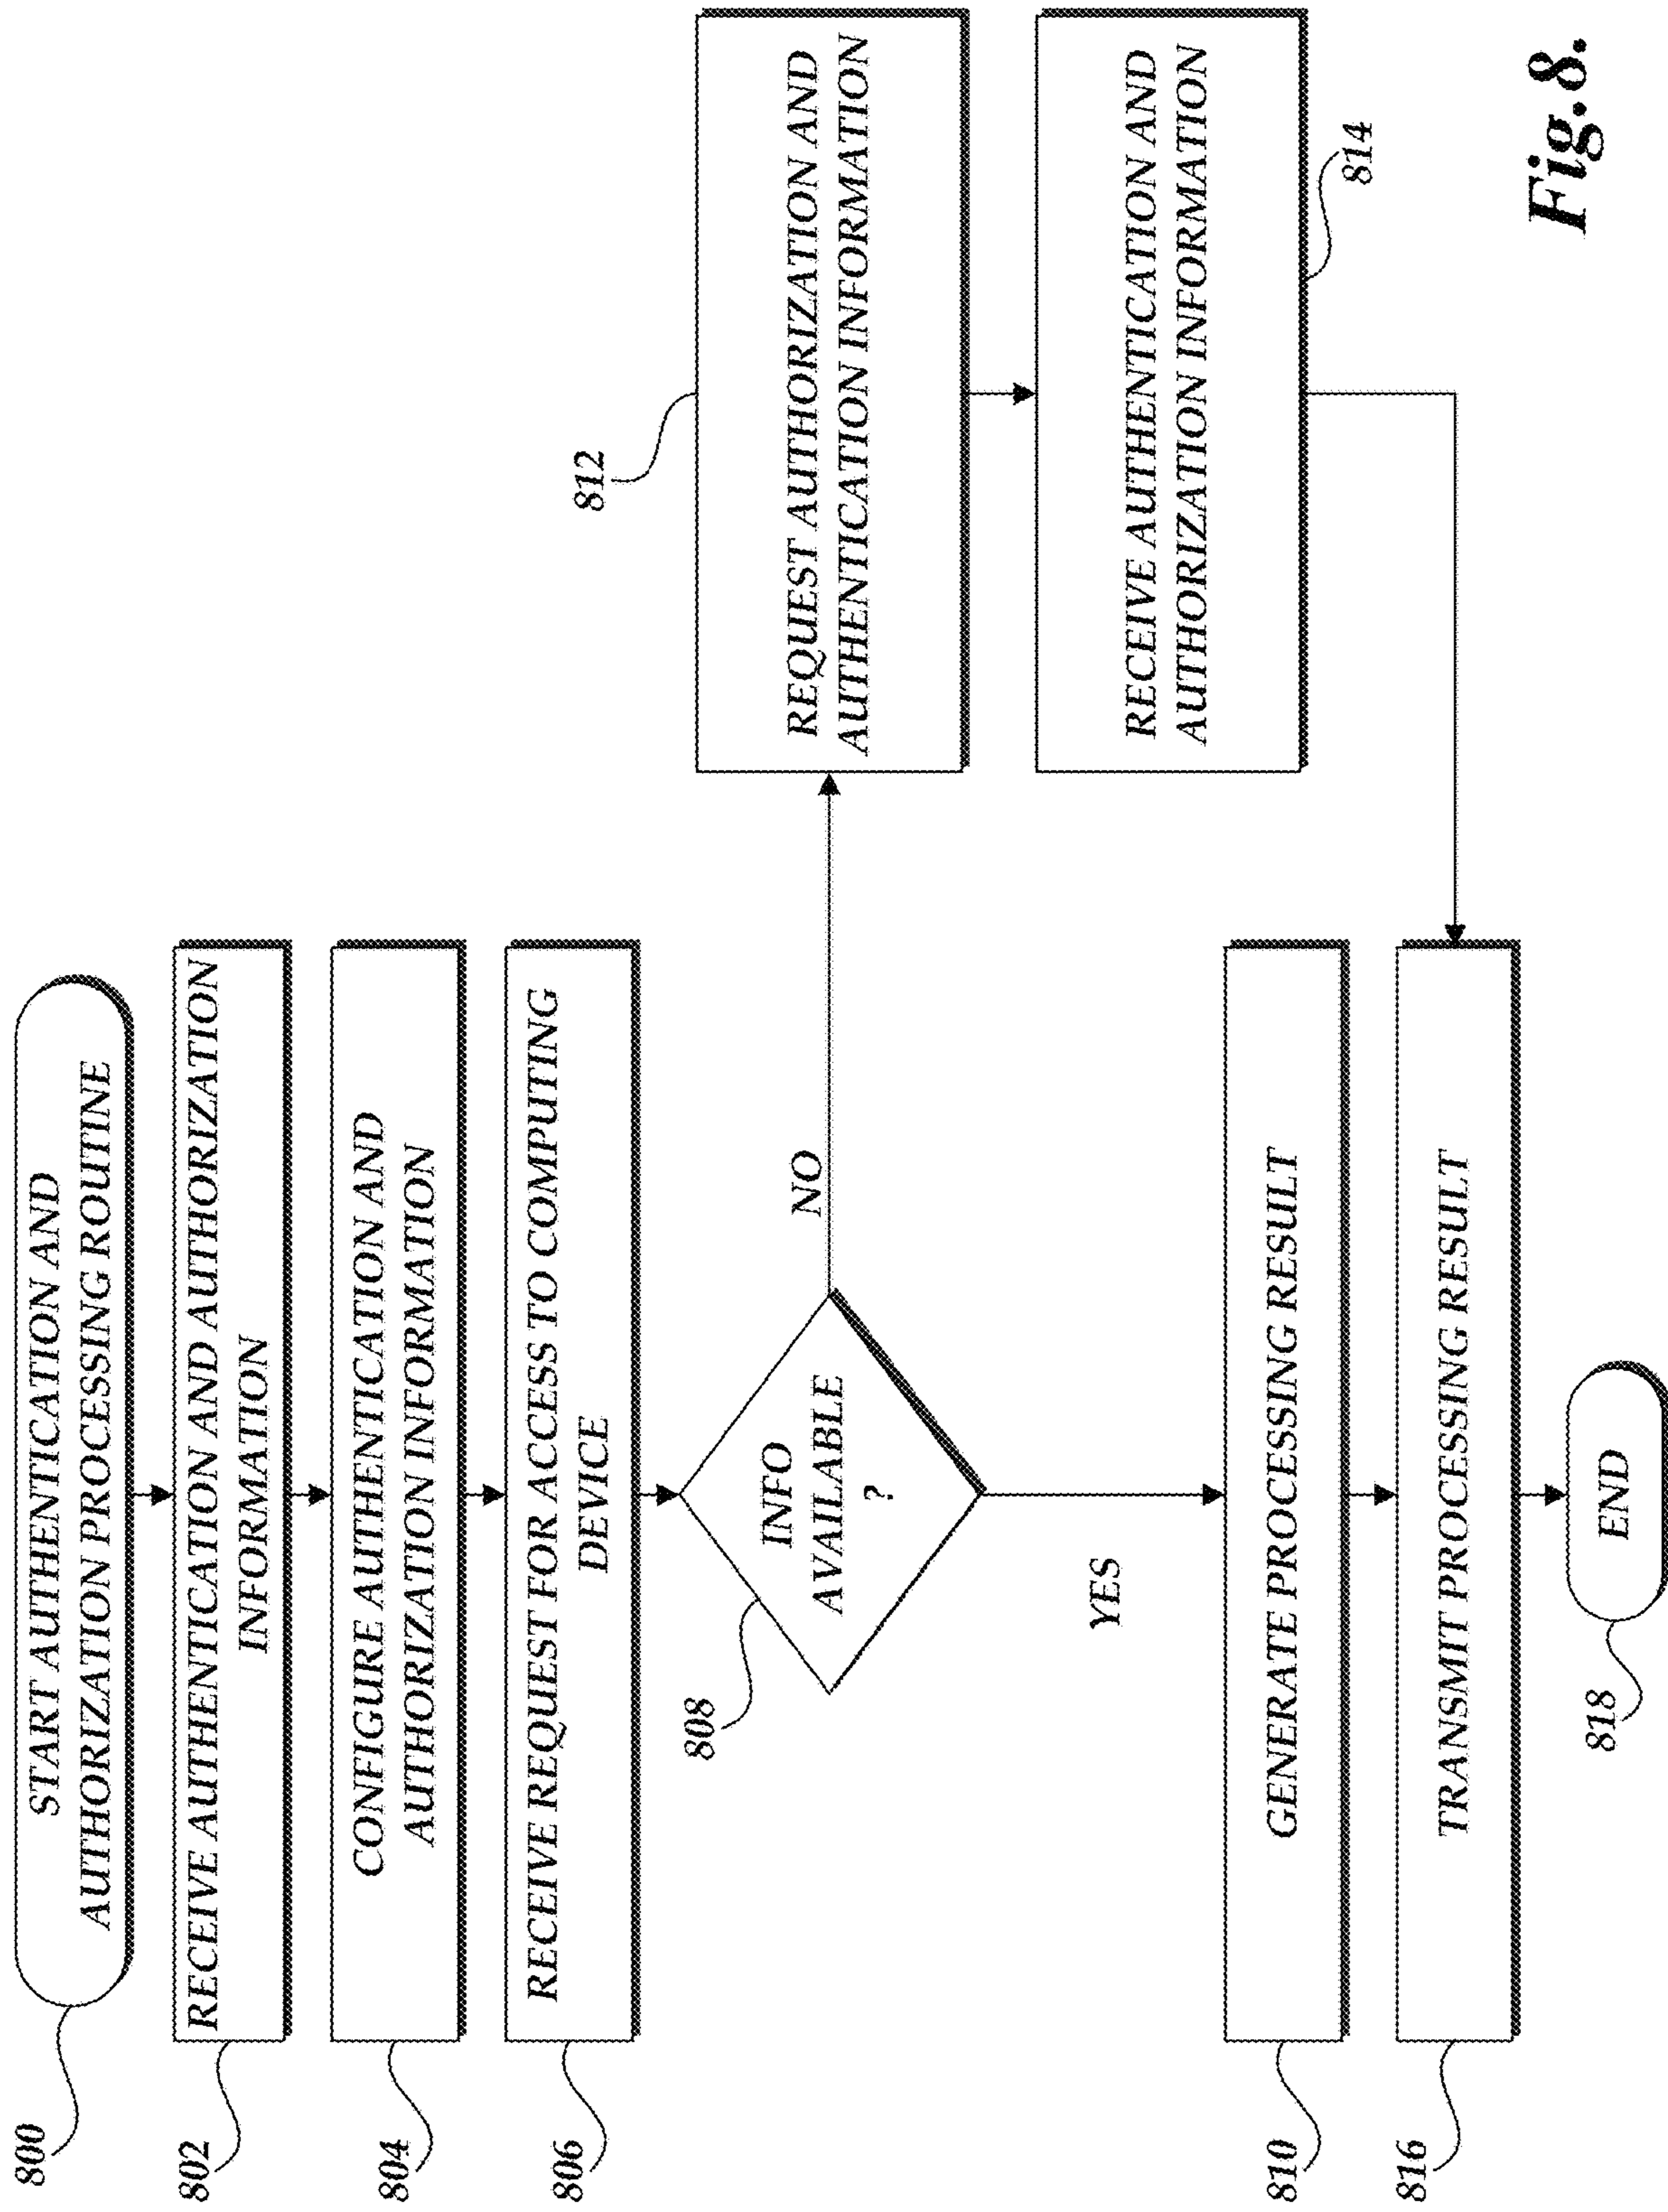 800
START AUTHENTICATION AND
AUTHORIZATION PROCESSING ROUTINE
802
RECEIVE AUTHENTICATION AND AUTHORIZATION
INFORMATION
804
CONFIGURE AUTHENTICATION AND
AUTHORIZATION INFORMATION
806
RECEIVE REQUEST FOR ACCESS TO COMPUTING
DEVICE
808
INFO
AVAILABLE
?
NO
812
REQUEST AUTHORIZATION AND
AUTHENTICATION INFORMATION
RECEIVE AUTHENTICATION AND
AUTHORIZATION INFORMATION
814
YES
810
GENERATE PROCESSING RESULT
816
TRANSMIT PROCESSING RESULT
818
END
Fig.8.